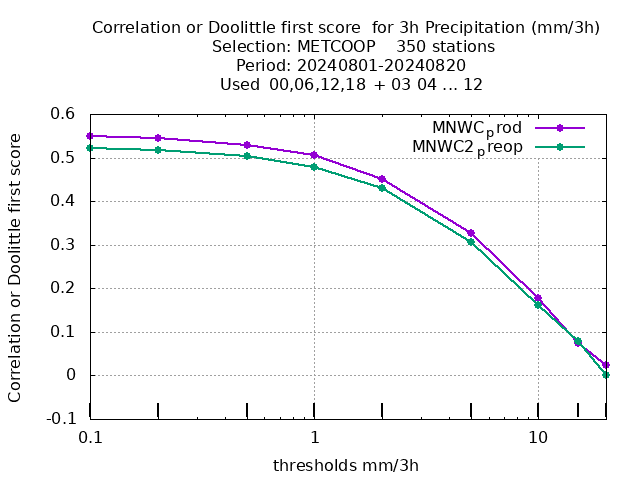 Correlation or Doolittle first score  for 3h Precipitation (mm/3h)
Selection: METCOOP    350 stations
Period: 20240801-20240820
Used  00,06,12,18  + 03 04 ... 12
MNWCprod
MNWC2preop
Correlation or Doolittle first score
0.6
0.5
0.4
0.3
0.2
0.1
0
-0.1
0.1 1 10
thresholds mm/3h